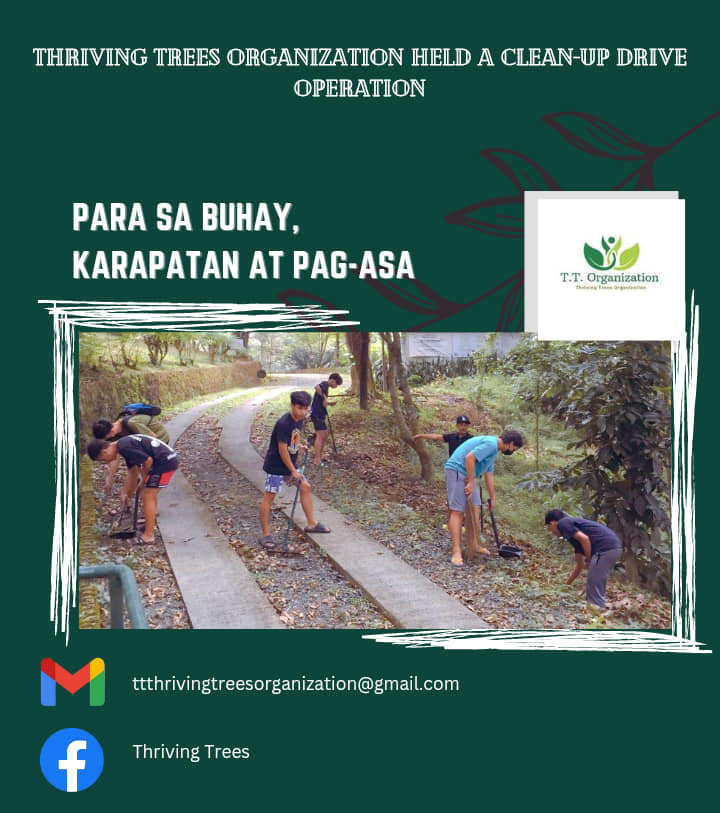 THRIVING TREES ORGANIZATION HELD A CLEAN-UP DRIVE
OPERATION
PARA SA BUHAY,
KARAPATAN AT PAG-ASA
T.T. Organization
Thriving Trees Organization
ttthrivingtreesorganization@gmail.com
Thriving Trees